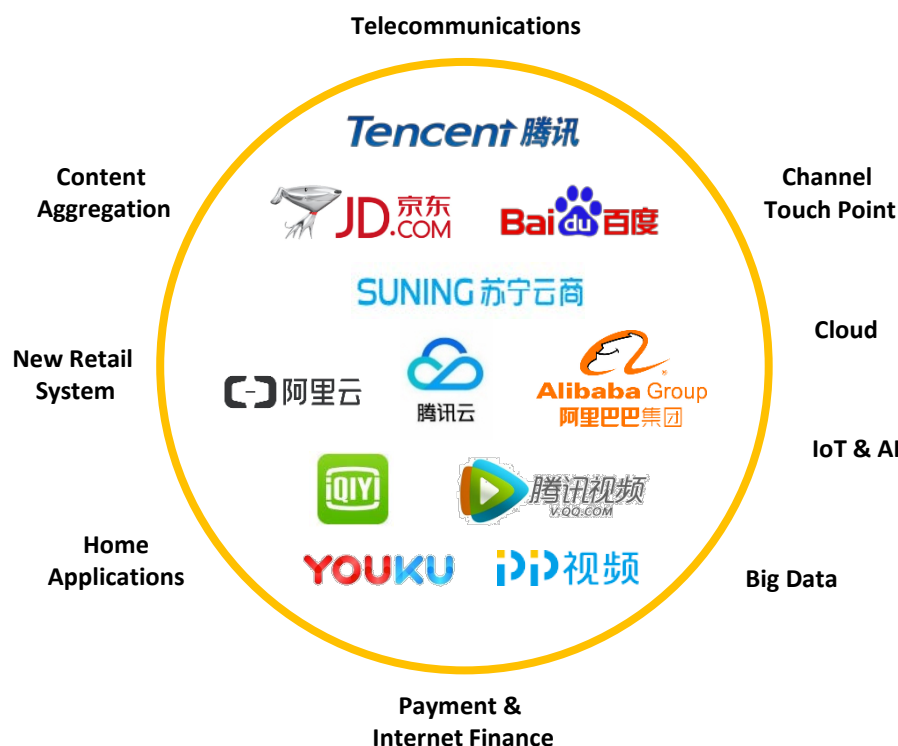 Telecommunications
Tencent 腾讯
Content
Aggregation
Channel
Touch Point
JD.COM 京东
Bai du 百度
SUNING 苏宁云商
Cloud
New Retail
System
阿里云
腾讯云
Alibaba Group
阿里巴巴集团
IoT & AI
iQIYI
腾讯视频
V.QQ.COM
Home
Applications
YOUKU
PP视频
Big Data
Payment &
Internet Finance